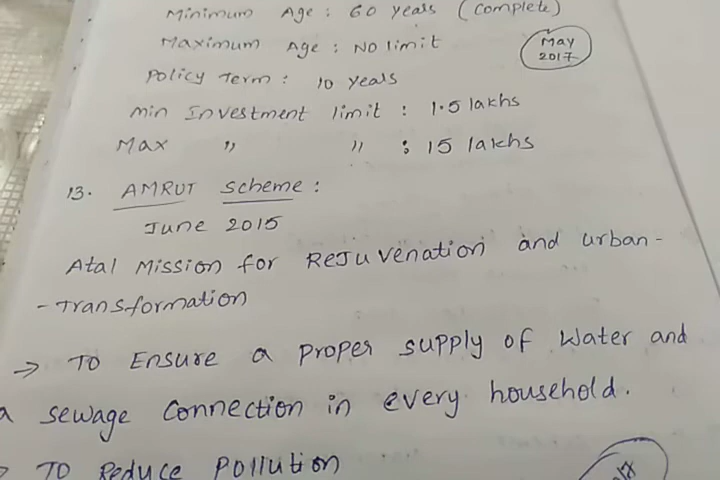 Minimum Age : 60 years (Complete)
Maximum Age : No limit
May
2017
Policy Term : 10 years
Min Investment limit : 1.5 lakhs
Max " " : 15 lakhs
13. AMRUT Scheme :
June 2015
Atal Mission for Rejuvenation and urban -
- Transformation
→ To Ensure a proper supply of water and
a sewage connection in every household.
→ To Reduce Pollution